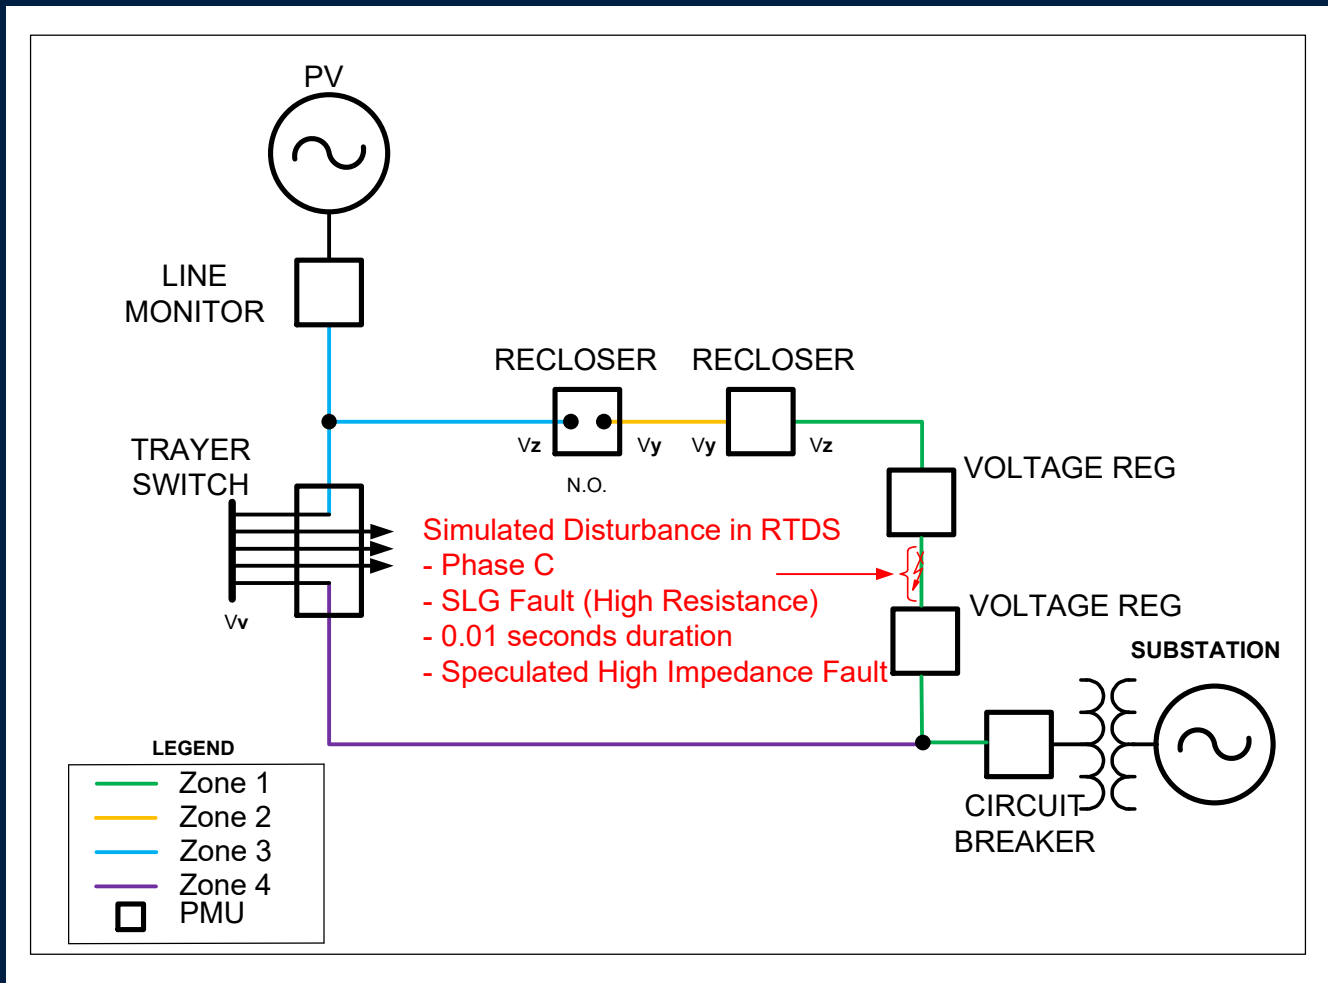 PV
LINE
MONITOR
RECLOSER
RECLOSER
Vz
Vy
Vy
Vz
N.O.
TRAYER
SWITCH
Vv
VOLTAGE REG
Simulated Disturbance in RTDS
- Phase C
- SLG Fault (High Resistance)
- 0.01 seconds duration
- Speculated High Impedance Fault
VOLTAGE REG
SUBSTATION
CIRCUIT
BREAKER
LEGEND
Zone 1
Zone 2
Zone 3
Zone 4
PMU